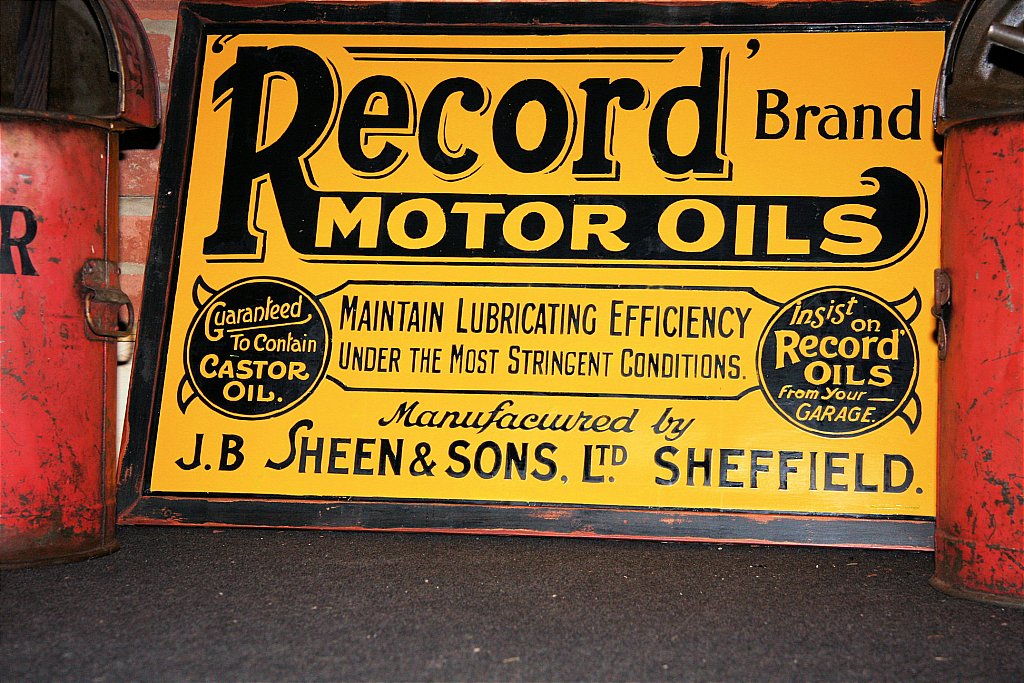 "Record' Brand
MOTOR OILS
Guaranteed
To Contain
CASTOR
OIL.
MAINTAIN LUBRICATING EFFICIENCY
UNDER THE MOST STRINGENT CONDITIONS.
Insist on
Record'
OILS
From Your
GARAGE.
Manufacuured by
J.B SHEEN & SONS, LTD. SHEFFIELD.
R